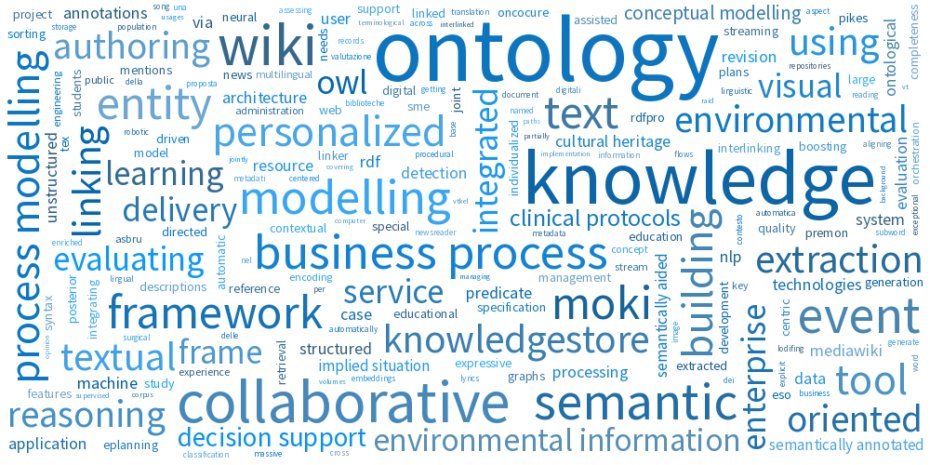 ontology
knowledge
collaborative
wiki
semantic
business process
modelling
framework
knowledgestore
personalized
moki
process modelling
entity
authoring
owl
text
environmental
using
visual
integrated
linking
learning
delivery
evaluating
textual
frame
reasoning
service
building
extraction
event
tool
oriented
enterprise
environmental information
decision support
clinical protocols
semantically annotated
semantically aided
implied situation
conceptual modelling
cultural heritage
project
annotations
via
neural
user
support
song
una
usages
assessing
terminological
aspect
sorting
storage
population
della
needs
linked
translation
across
interlinked
assisted
oncocure
streaming
pikes
records
valutazione
revision
repositories
ontological
completeness
mentions
news
multilingual
public
students
engineering
tex
unstructured
proposta
digital
getting
biblioteche
document
digitali
plans
linguistic
large
reading
vt
architecture
administration
web
sme
joint
named
paths
rdfpro
raid
robotic
driven
model
base
partially
individualized
interlinking
boosting
aligning
jointly
metadati
resource
linker
rdf
detection
procedural
implementation
information
flows
covering
centered
background
evaluation
orchestration
exceptional
directed
contextual
special
vtkel
computer
newsreader
metadata
education
contesto
automatica
quality
premon
system
subword
asbru
enriched
lingual
descriptions
automatic
nel
encoding
managing
stream
concept
management
nlp
technologies
generation
posterior
integrating
reference
per
case
educational
predicate
specification
key
development
image
centric
lodifing
generate
mediawiki
explicit
word
syntax
opinion
surgical
delle
automatically
experience
retrieval
structured
expressive
graphs
processing
extracted
data
eso
business
dei
machine
study
features
supervised
corpus
volumes
embeddings
lyrics
application
eplanning
classification
massive
cross